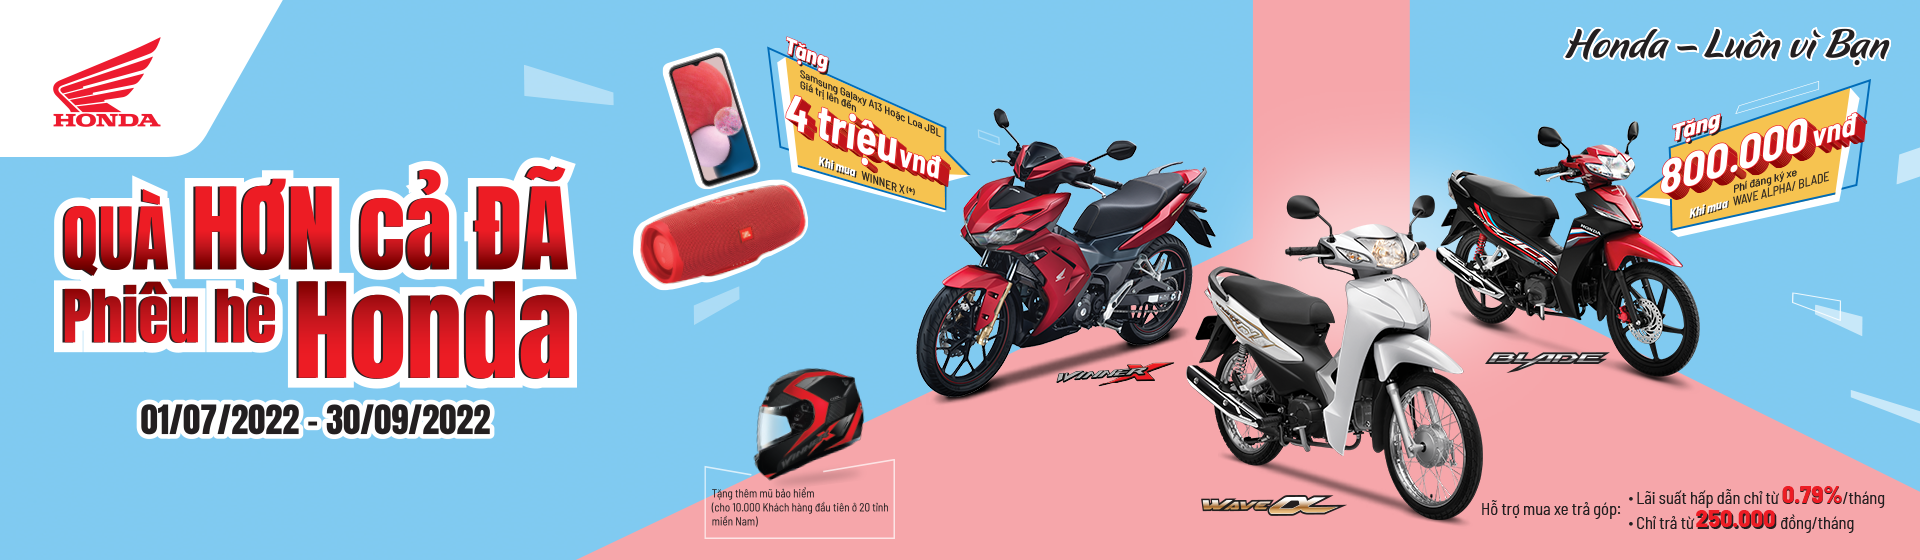 HONDA
QUÀ HƠN cả ĐÃ
Phiêu hè Honda
01/07/2022 - 30/09/2022
Tặng
Samsung Galaxy A13 Hoặc Loa JBL
Giá trị lên đến
4 triệu vnđ
Khi mua WINNER X (*)
JBL
Tặng thêm mũ bảo hiểm
(cho 10.000 Khách hàng đầu tiên ở 20 tỉnh
miền Nam)
WINNER X
WAVE α
BLADE
Honda – Luôn vì Bạn
Tặng
800.000 vnđ
Phí đăng ký xe
Khi mua WAVE ALPHA/ BLADE
Hỗ trợ mua xe trả góp:
• Lãi suất hấp dẫn chỉ từ 0.79%/tháng
• Chỉ trả từ 250.000 đồng/tháng